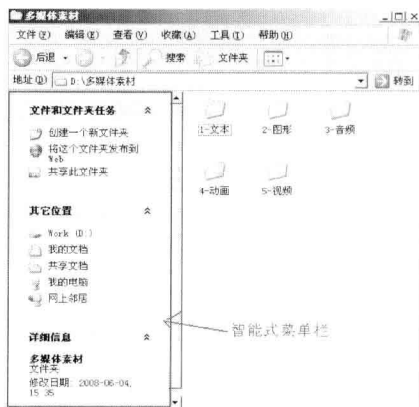 多媒体素材
文件(F) 编辑(E) 查看(V) 收藏(A) 工具(T) 帮助(H)
后退 搜索 文件夹
地址(D) D:\多媒体素材 转到
文件和文件夹任务
创建一个新文件夹
将这个文件夹发布到
Web
共享此文件夹
其它位置
Work (D:)
我的文档
共享文档
我的电脑
网上邻居
详细信息
多媒体素材
文件夹
修改日期: 2008-06-04,
15:35
1-文本 2-图形 3-音频
4-动画 5-视频
智能式菜单栏